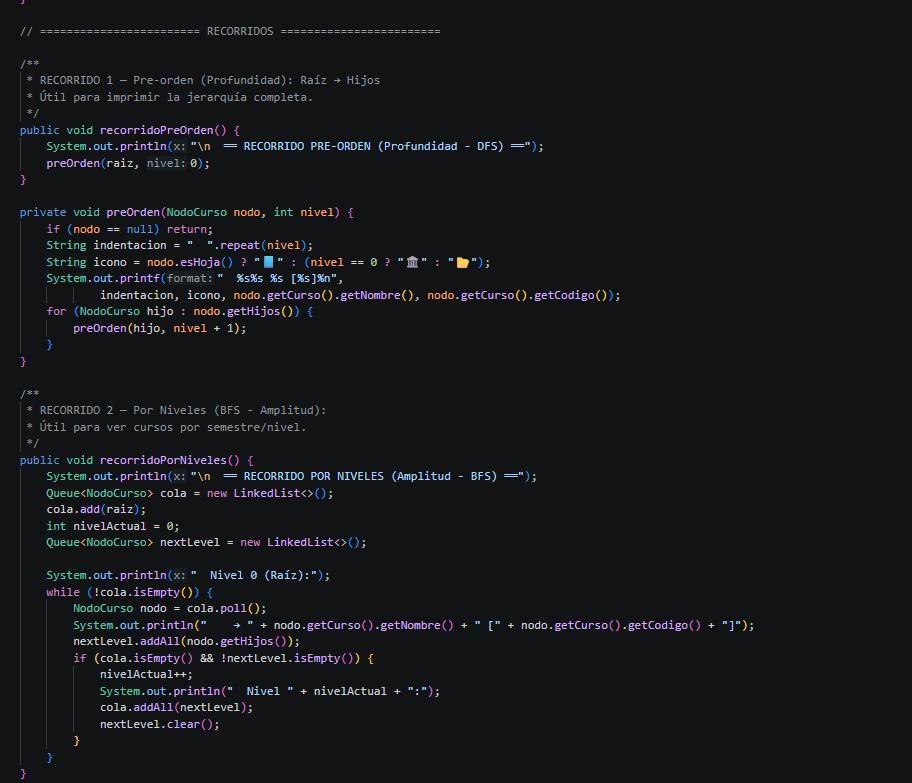 }
// ======================== RECORRIDOS ========================
/**
 * RECORRIDO 1 — Pre-orden (Profundidad): Raíz → Hijos
 * Útil para imprimir la jerarquía completa.
 */
public void recorridoPreOrden() {
    System.out.println(x: "\n  == RECORRIDO PRE-ORDEN (Profundidad - DFS) ==");
    preOrden(raiz, nivel: 0);
}
private void preOrden(NodoCurso nodo, int nivel) {
    if (nodo == null) return;
    String indentacion = "  ".repeat(nivel);
    String icono = nodo.esHoja() ? "📘" : (nivel == 0 ? "🏛️" : "📂");
    System.out.printf(format: "  %s%s %s [%s]%n",
            indentacion, icono, nodo.getCurso().getNombre(), nodo.getCurso().getCodigo());
    for (NodoCurso hijo : nodo.getHijos()) {
        preOrden(hijo, nivel + 1);
    }
}
/**
 * RECORRIDO 2 — Por Niveles (BFS - Amplitud):
 * Útil para ver cursos por semestre/nivel.
 */
public void recorridoPorNiveles() {
    System.out.println(x: "\n  == RECORRIDO POR NIVELES (Amplitud - BFS) ==");
    Queue<NodoCurso> cola = new LinkedList<>();
    cola.add(raiz);
    int nivelActual = 0;
    Queue<NodoCurso> nextLevel = new LinkedList<>();
    System.out.println(x: "  Nivel 0 (Raíz):");
    while (!cola.isEmpty()) {
        NodoCurso nodo = cola.poll();
        System.out.println("    → " + nodo.getCurso().getNombre() + " [" + nodo.getCurso().getCodigo() + "]");
        nextLevel.addAll(nodo.getHijos());
        if (cola.isEmpty() && !nextLevel.isEmpty()) {
            nivelActual++;
            System.out.println("  Nivel " + nivelActual + ":");
            cola.addAll(nextLevel);
            nextLevel.clear();
        }
    }
}